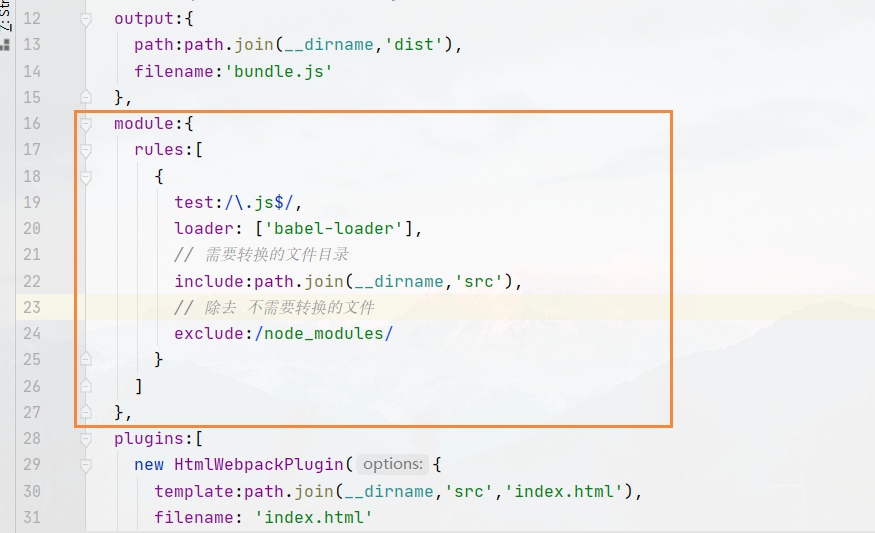 Z: Str
12 output:{
13 path:path.join(__dirname,'dist'),
14 filename:'bundle.js'
15 },
16 module:{
17 rules:[
18 {
19 test:/\.js$/,
20 loader: ['babel-loader'],
21 // 需要转换的文件目录
22 include:path.join(__dirname,'src'),
23 // 除去 不需要转换的文件
24 exclude:/node_modules/
25 }
26 ]
27 },
28 plugins:[
29 new HtmlWebpackPlugin( options: {
30 template:path.join(__dirname,'src','index.html'),
31 filename: 'index.html'